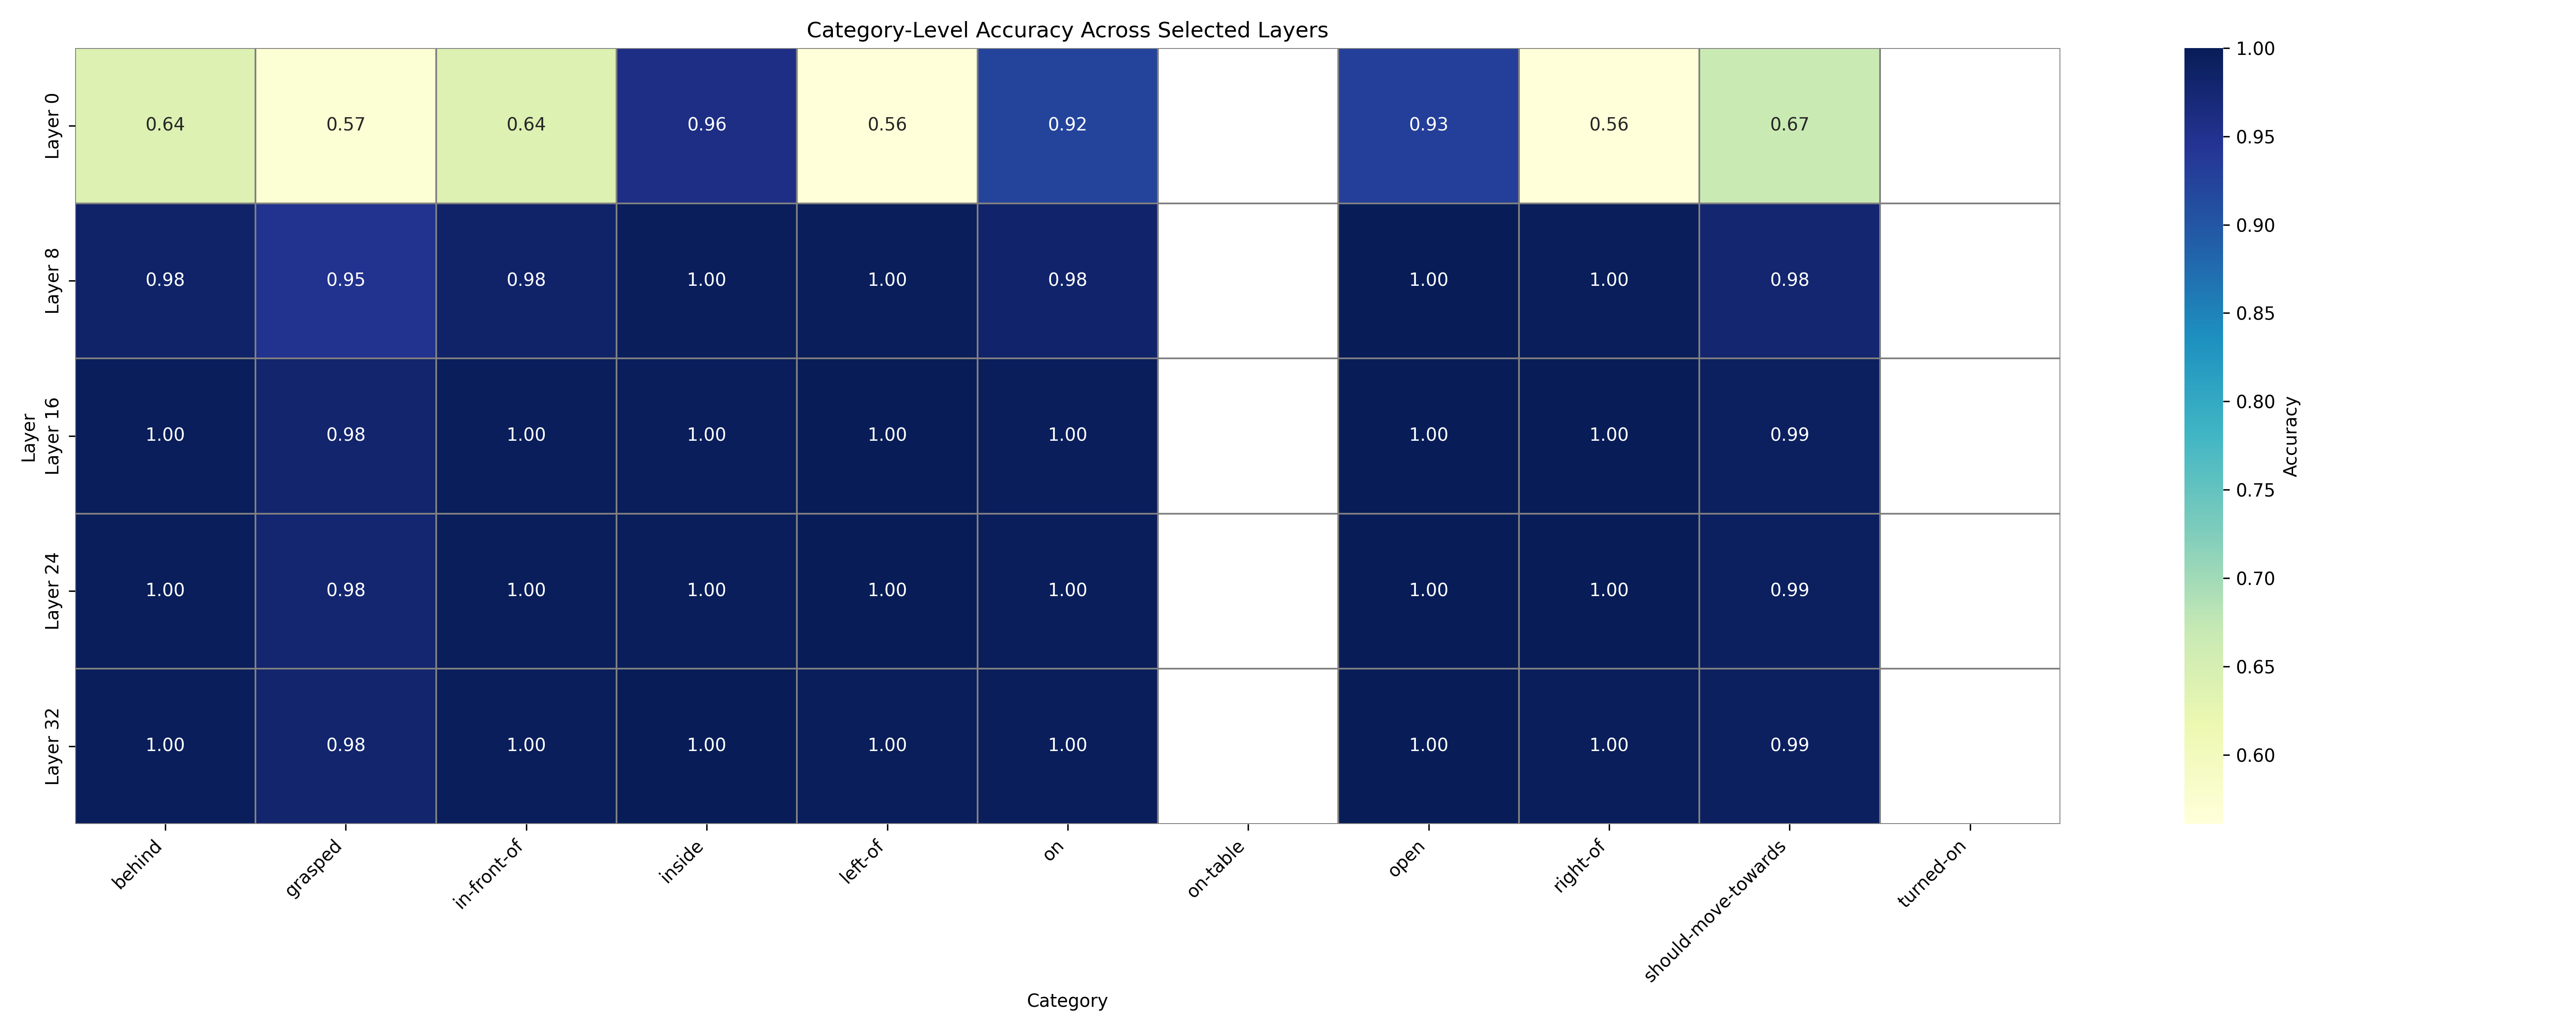 Category-Level Accuracy Across Selected Layers
Layer
Layer 0
0.64 0.57 0.64 0.96 0.56 0.92 0.93 0.56 0.67
Layer 8
0.98 0.95 0.98 1.00 1.00 0.98 1.00 1.00 0.98
Layer 16
1.00 0.98 1.00 1.00 1.00 1.00 1.00 1.00 0.99
Layer 24
1.00 0.98 1.00 1.00 1.00 1.00 1.00 1.00 0.99
Layer 32
1.00 0.98 1.00 1.00 1.00 1.00 1.00 1.00 0.99
behind
grasped
in-front-of
inside
left-of
on
on-table
open
right-of
should-move-towards
turned-on
Category
1.00
0.95
0.90
0.85
0.80
0.75
0.70
0.65
0.60
Accuracy